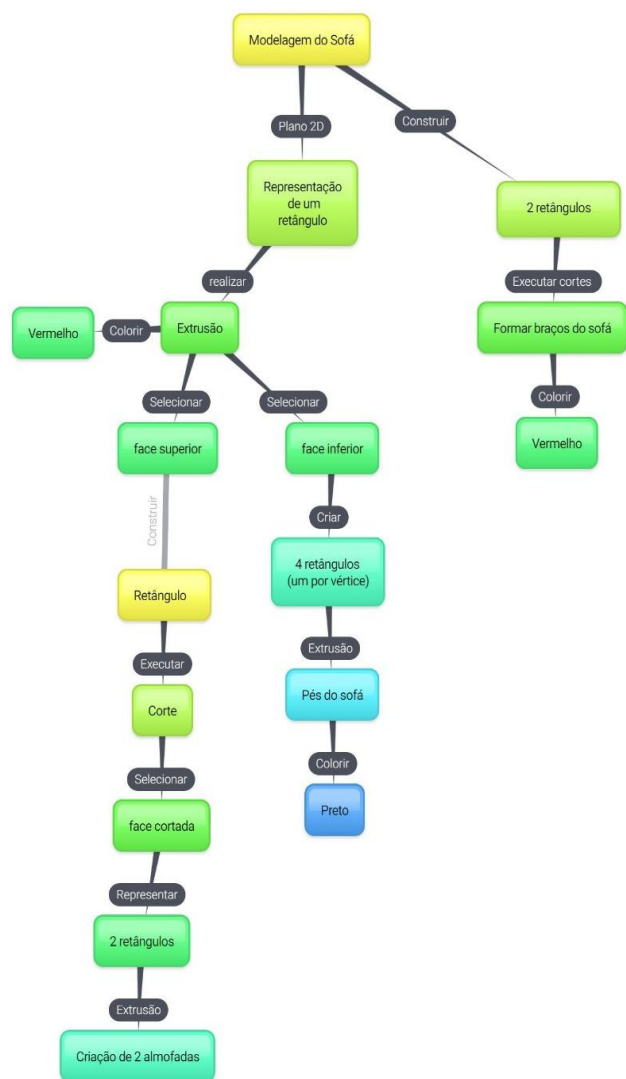 Modelagem do Sofá
Plano 2D
Construir
Representação
de um
retângulo
2 retângulos
realizar
Executar cortes
Vermelho
Colorir
Extrusão
Formar braços do sofá
Selecionar
Selecionar
Colorir
face superior
face inferior
Vermelho
Construir
Criar
4 retângulos
(um por vértice)
Retângulo
Executar
Extrusão
Corte
Pés do sofá
Selecionar
Colorir
face cortada
Preto
Representar
2 retângulos
Extrusão
Criação de 2 almofadas